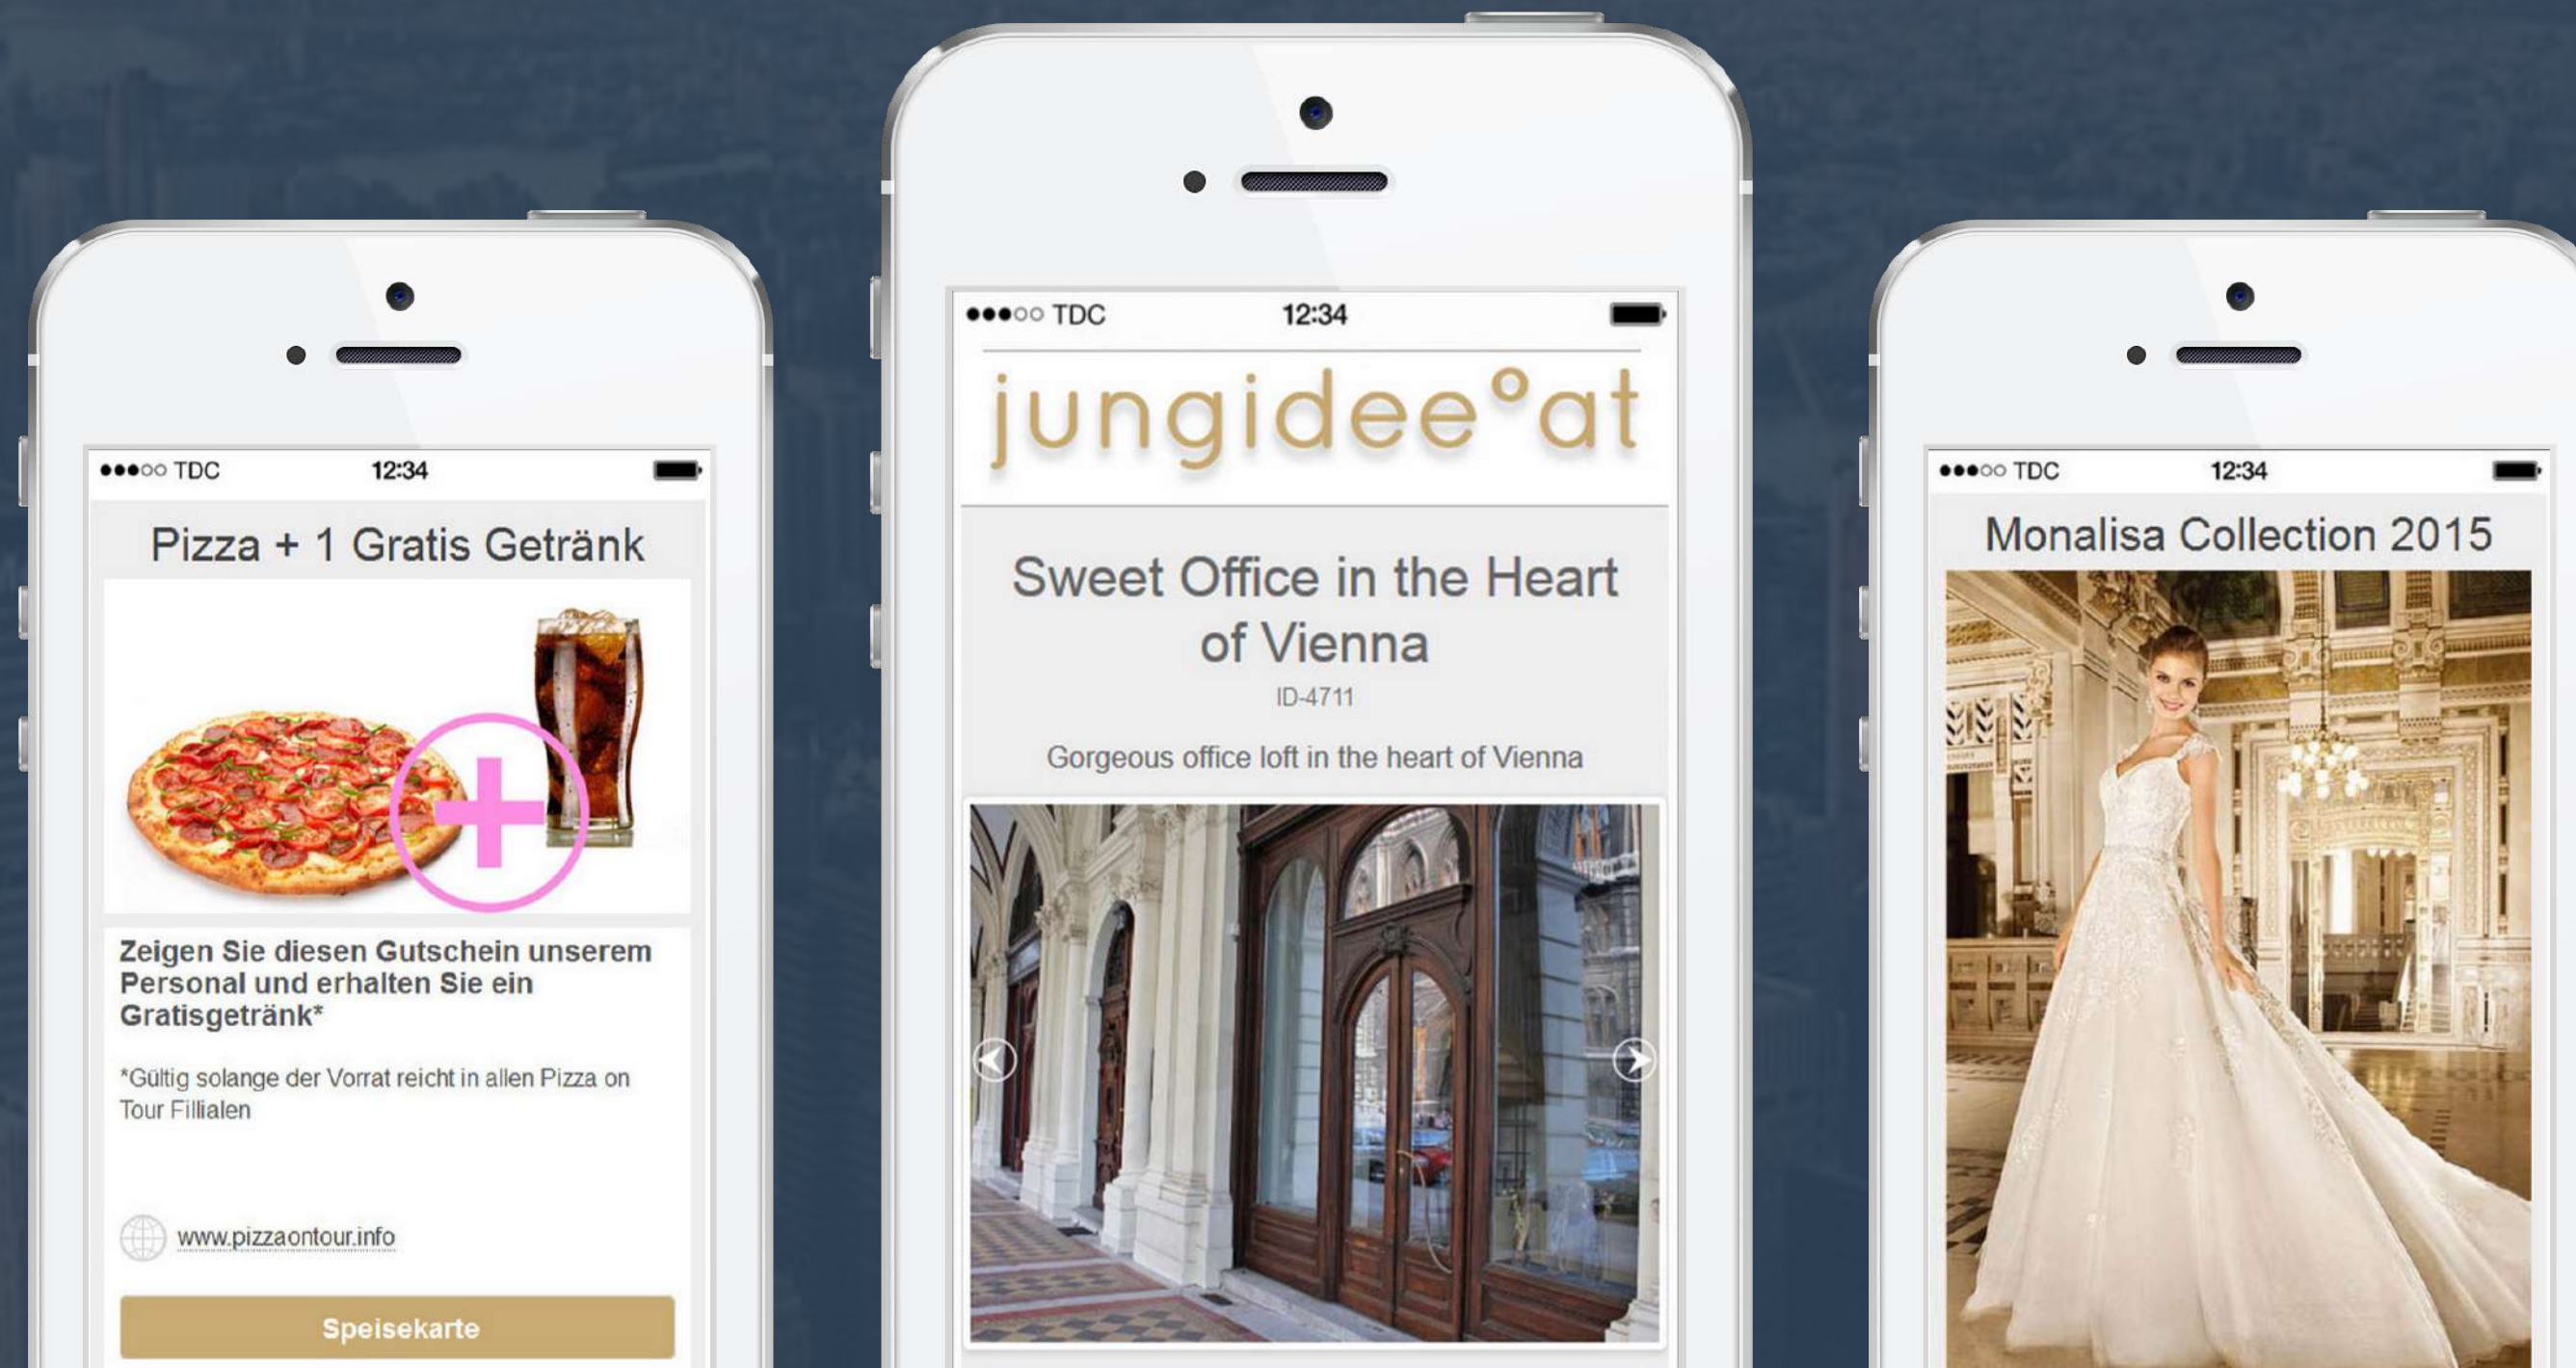 TDC 12:34
Pizza + 1 Gratis Getränk
Zeigen Sie diesen Gutschein unserem
Personal und erhalten Sie ein
Gratisgetränk*
*Gültig solange der Vorrat reicht in allen Pizza on
Tour Fillialen
www.pizzaontour.info
Speisekarte
TDC 12:34
jungidee°at
Sweet Office in the Heart
of Vienna
ID-4711
Gorgeous office loft in the heart of Vienna
TDC 12:34
Monalisa Collection 2015